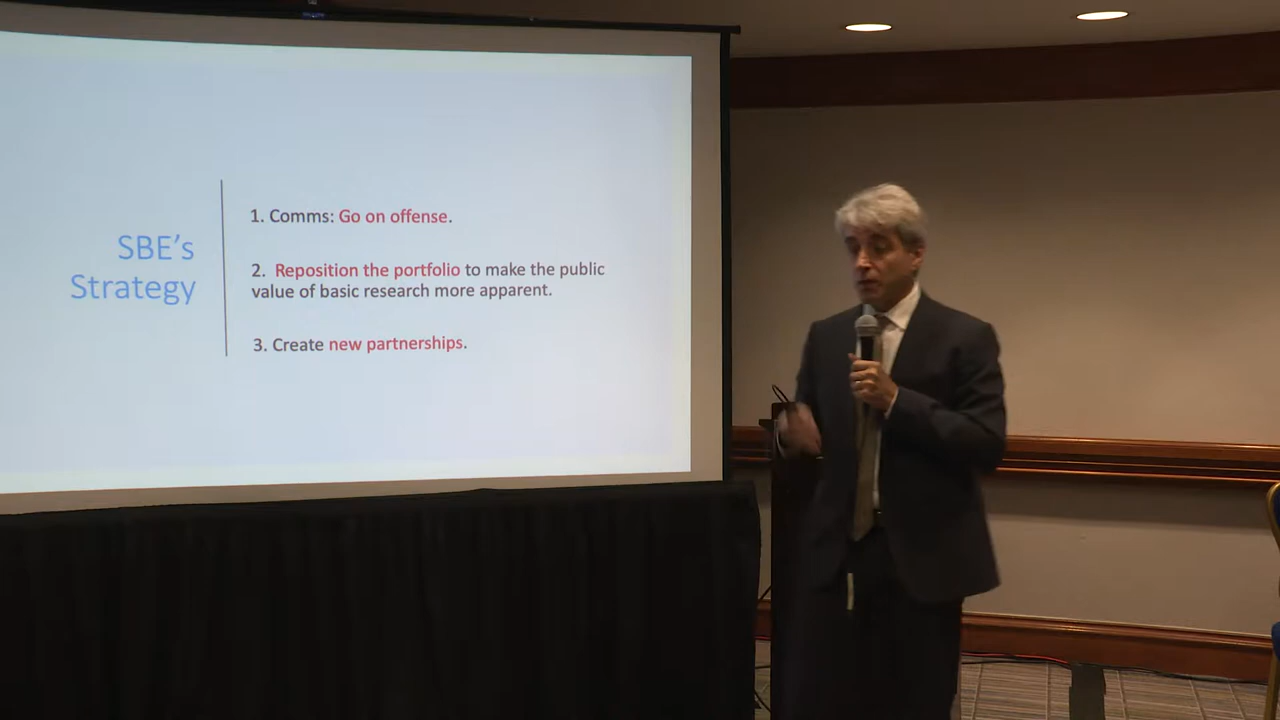 SBE's
Strategy
1. Comms: Go on offense.
2. Reposition the portfolio to make the public
value of basic research more apparent.
3. Create new partnerships.